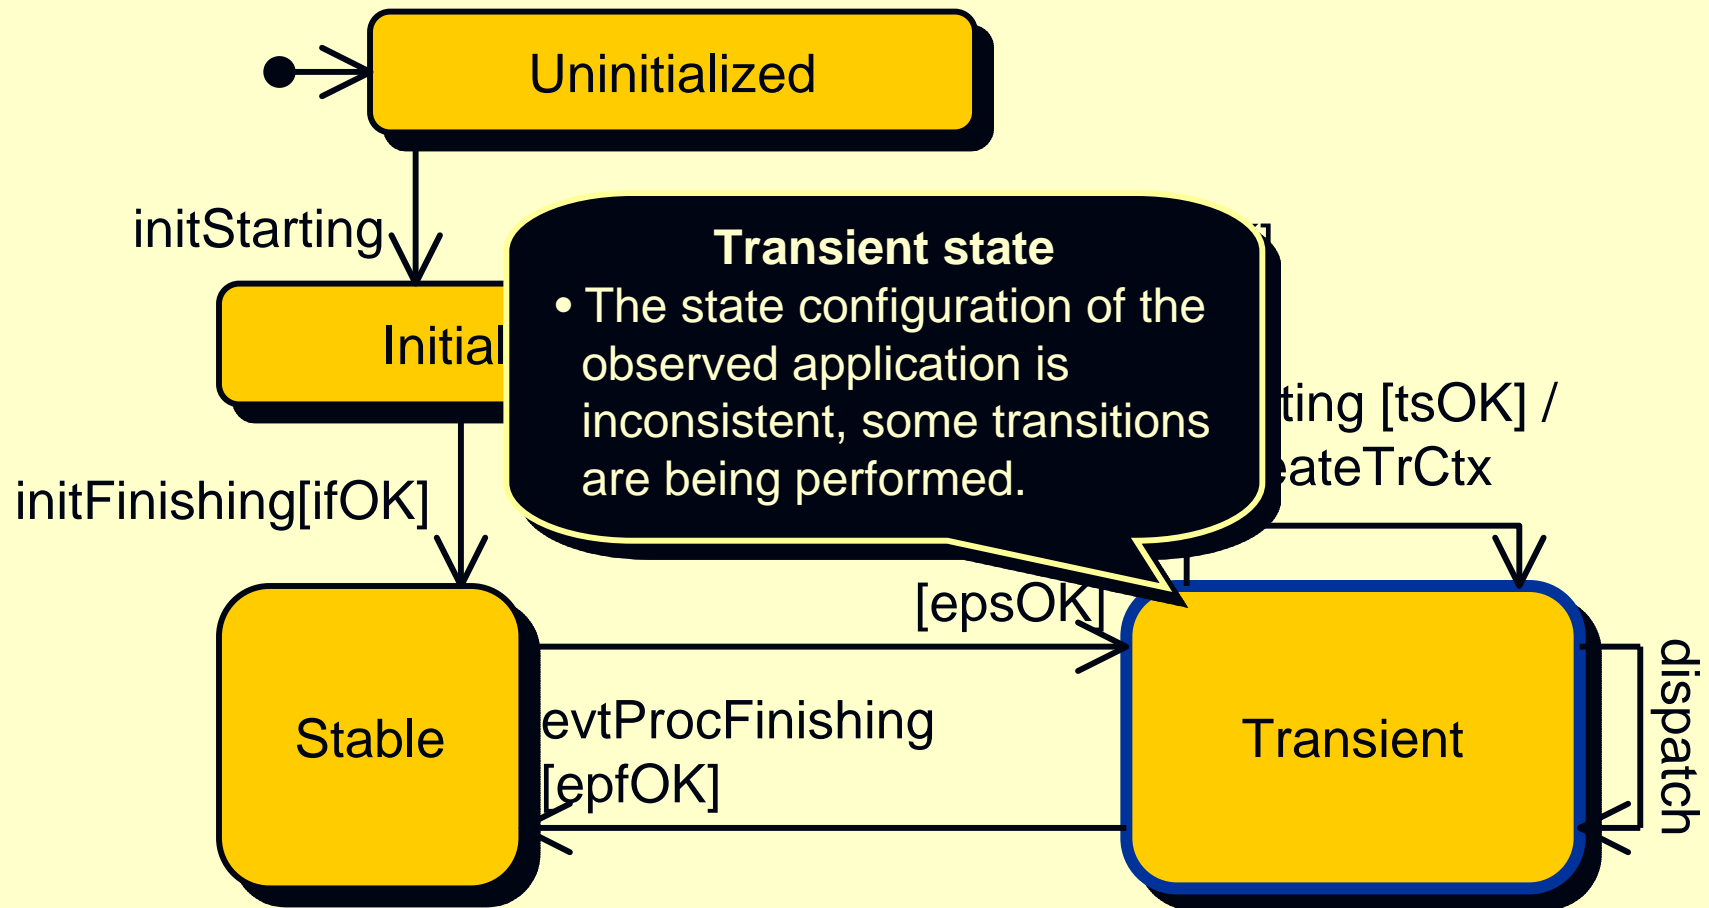 Uninitialized
initStarting
Transient state
• The state configuration of the
observed application is
inconsistent, some transitions
are being performed.
Initial
ting [tsOK] /
eateTrCtx
initFinishing[ifOK]
[epsOK]
Stable
evtProcFinishing
[epfOK]
Transient
dispatch